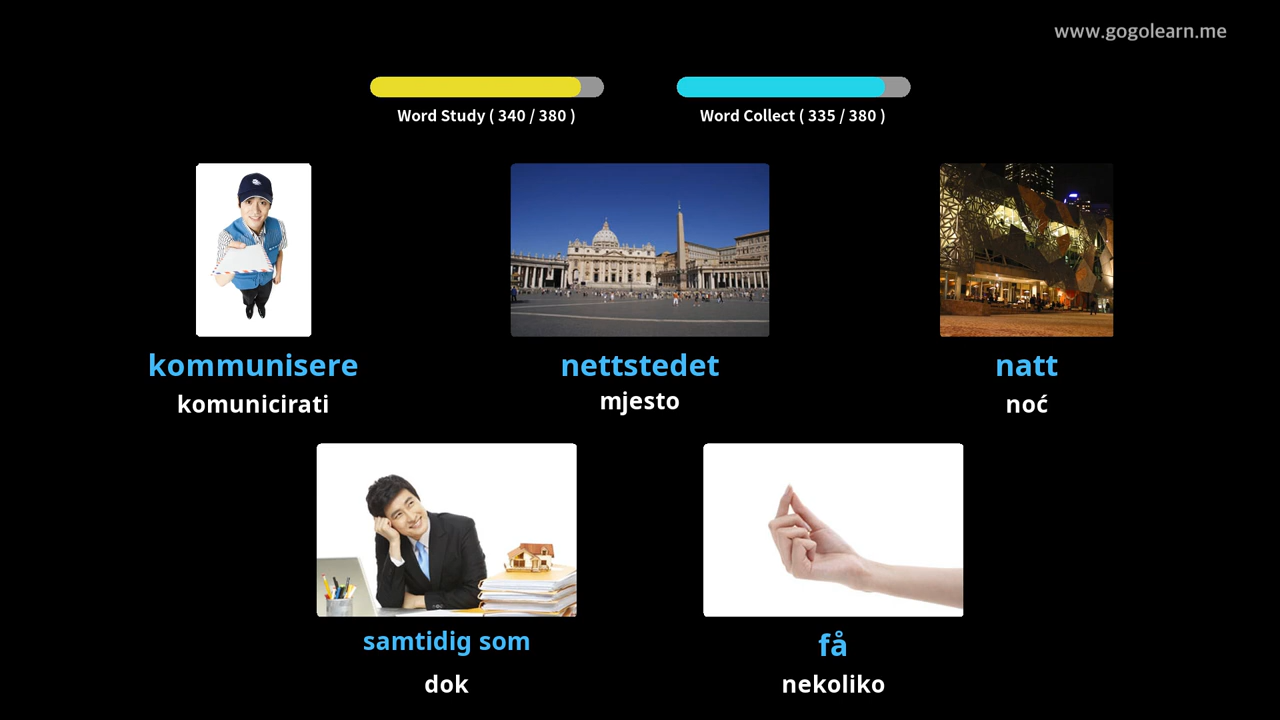 www.gogolearn.me
Word Study ( 340 / 380 )
Word Collect ( 335 / 380 )
kommunisere
komunicirati
nettstedet
mjesto
natt
noć
samtidig som
dok
få
nekoliko